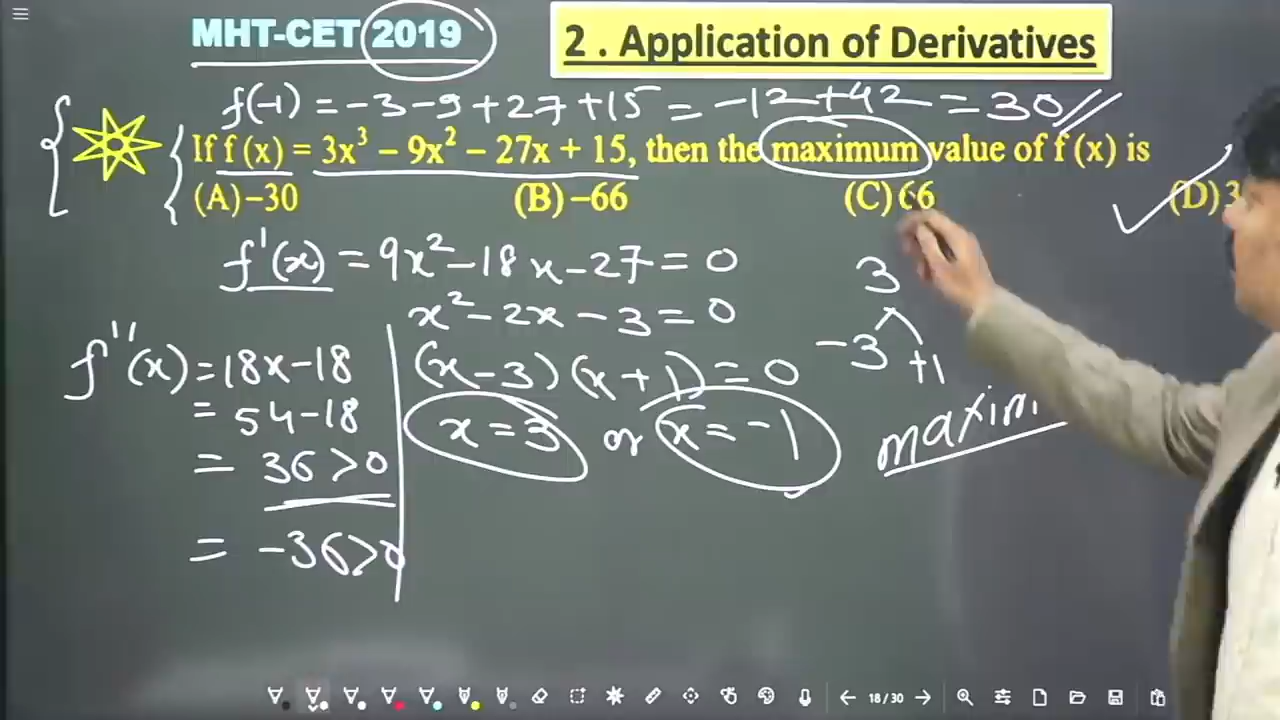 MHT-CET 2019
2 . Application of Derivatives
f(-1) = -3-9+27+15 = -12+42 = 30
If f (x) = 3x³ – 9x² – 27x + 15, then the maximum value of f (x) is
(A) –30 (B) –66 (C) 66 (D) 3
f'(x) = 9x²-18x-27 = 0
x²-2x-3=0
3
-3 +1
(x-3)(x+1)=0
x=3 or x=-1
f''(x) = 18x-18
= 54-18
= 36>0
= -36>0
maxim
18 / 30